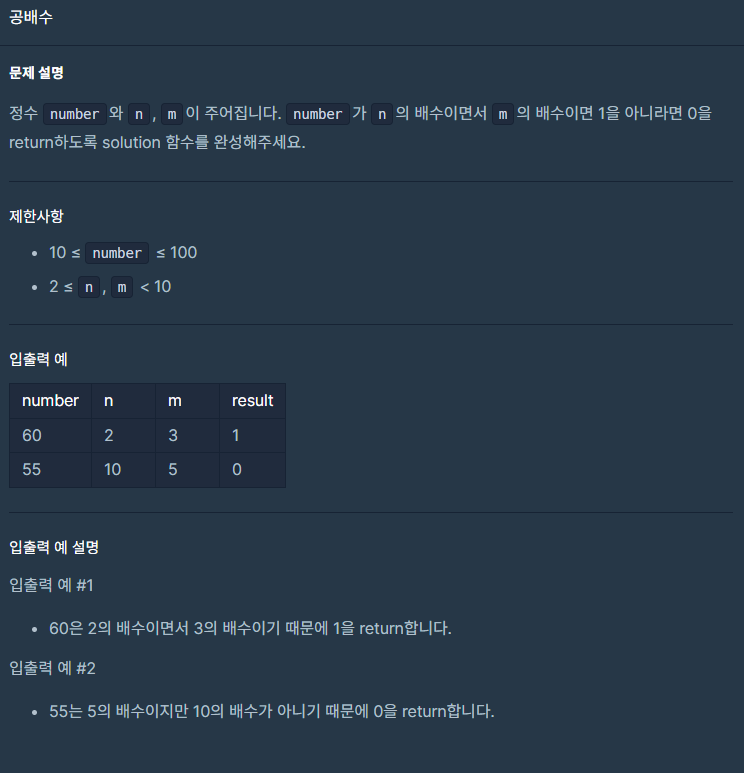 공배수
문제 설명
정수 number와 n, m이 주어집니다. number가 n의 배수이면서 m의 배수이면 1을 아니라면 0을
return하도록 solution 함수를 완성해주세요.
제한사항
• 10 ≤ number ≤ 100
• 2 ≤ n, m < 10
입출력 예
number n m result
60 2 3 1
55 10 5 0
입출력 예 설명
입출력 예 #1
• 60은 2의 배수이면서 3의 배수이기 때문에 1을 return합니다.
입출력 예 #2
• 55는 5의 배수이지만 10의 배수가 아니기 때문에 0을 return합니다.